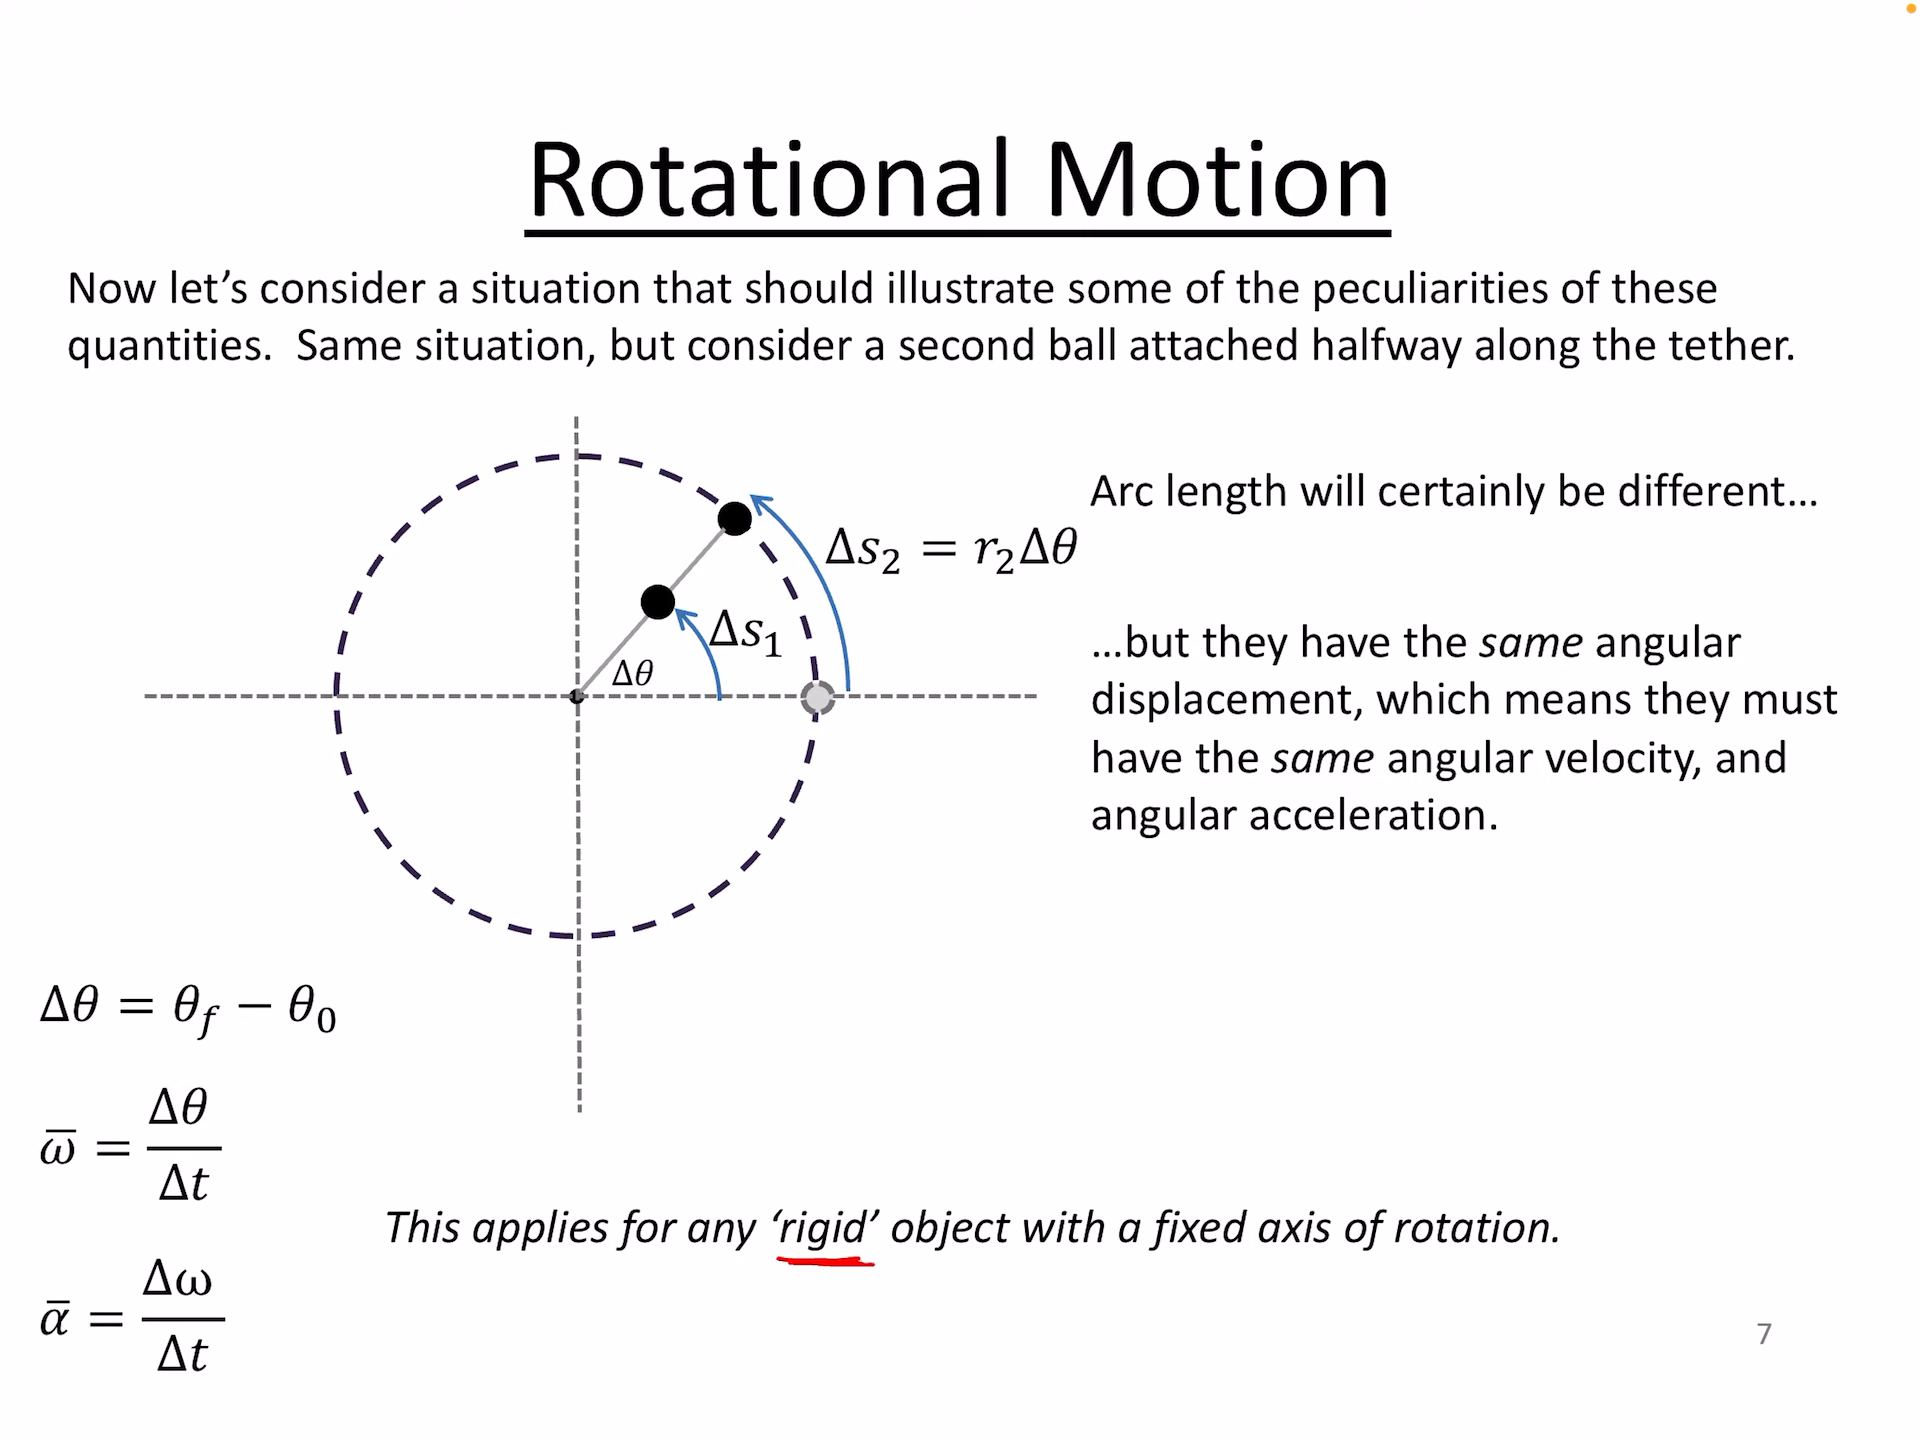 Rotational Motion
Now let’s consider a situation that should illustrate some of the peculiarities of these
quantities.  Same situation, but consider a second ball attached halfway along the tether.
Arc length will certainly be different…
Δs₂ = r₂Δθ
Δs₁
Δθ
…but they have the same angular
displacement, which means they must
have the same angular velocity, and
angular acceleration.
Δθ = θ_f − θ₀
ω̅ = Δθ/Δt
This applies for any ‘rigid’ object with a fixed axis of rotation.
α̅ = Δω/Δt
7